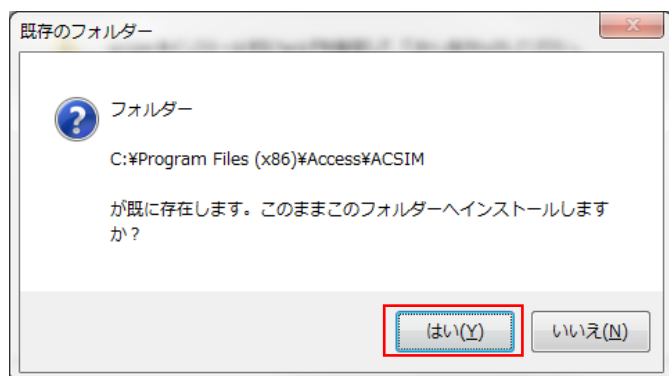 既存のフォルダー
フォルダー
C:¥Program Files (x86)¥Access¥ACSIM
が既に存在します。このままこのフォルダーへインストールします
か？
はい(Y) いいえ(N)